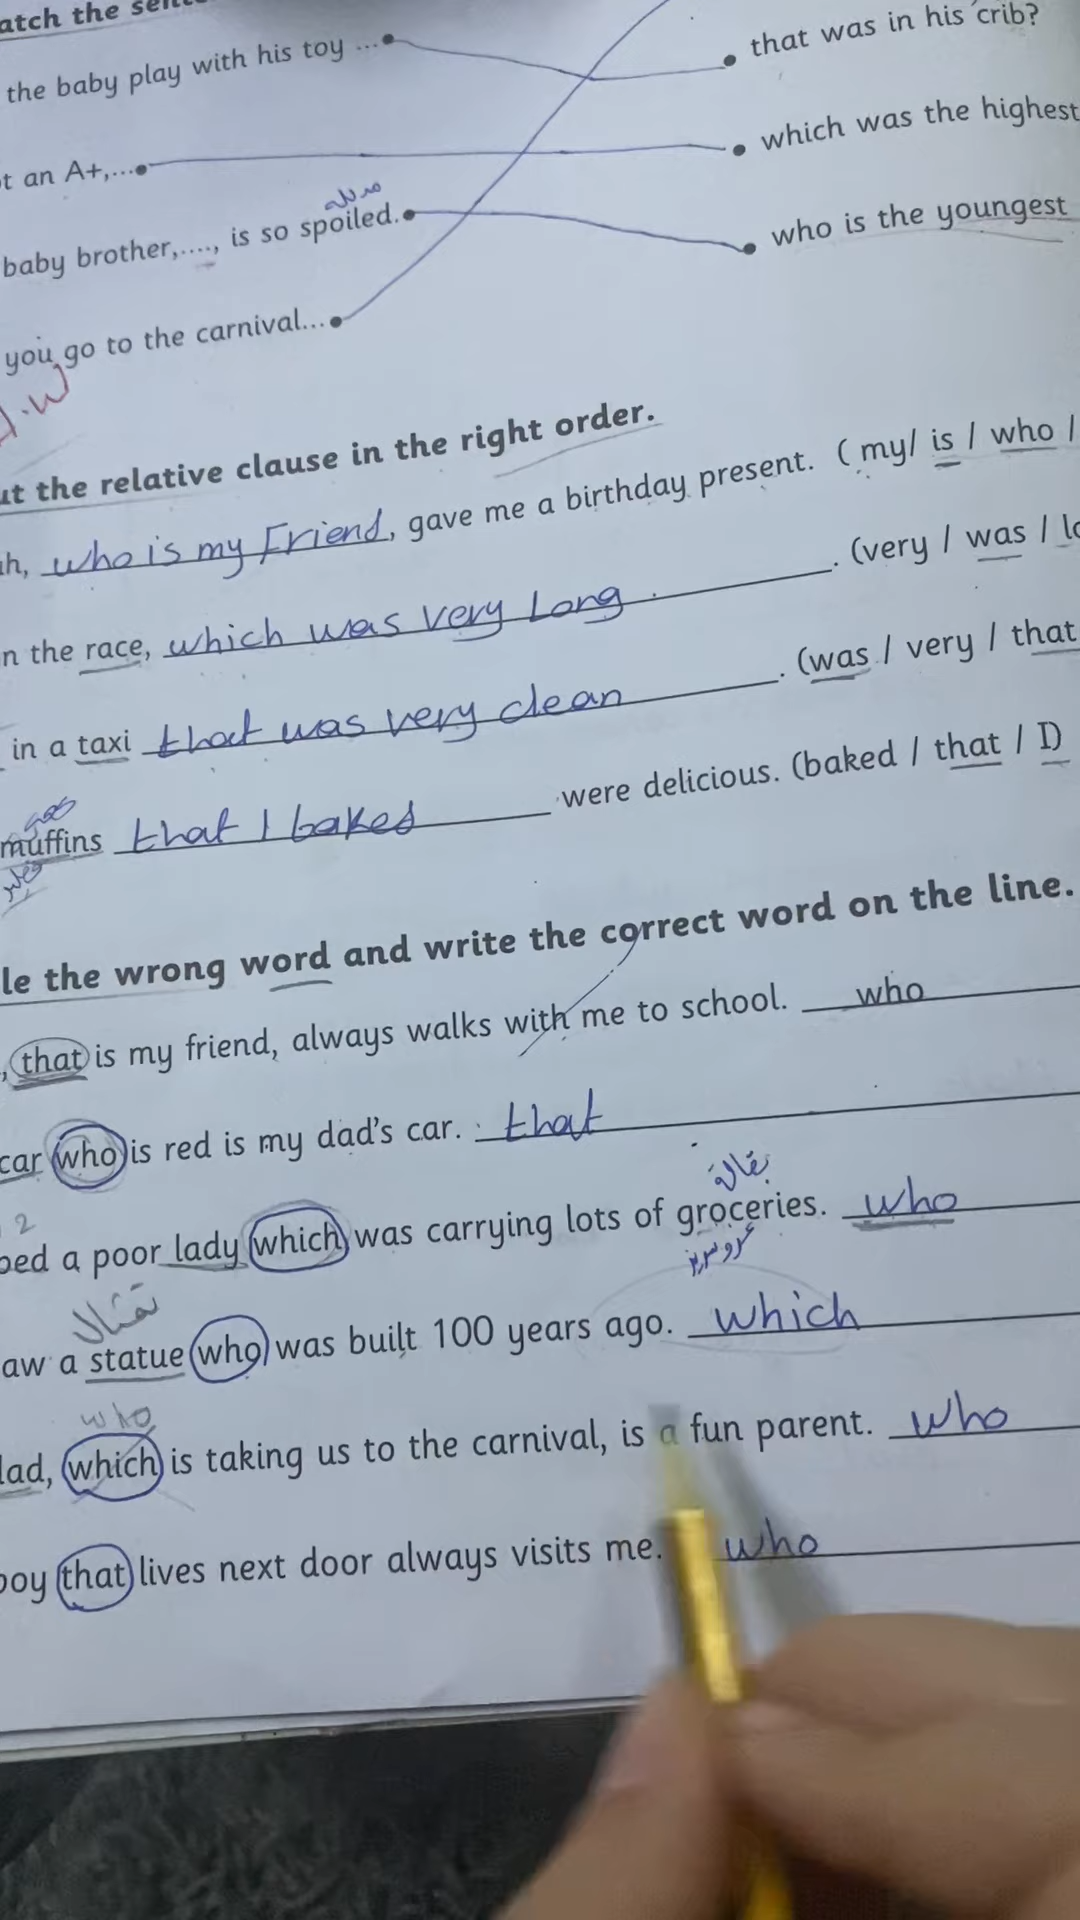 atch the
the baby play with his toy ... that was in his crib?
t an A+,... which was the highest
مدلله
baby brother,...., is so spoiled. who is the youngest
you go to the carnival...
H.W
ut the relative clause in the right order.
ah, who is my Friend, gave me a birthday present. ( my/ is / who /
n the race, which was very Long. (very / was / lo
in a taxi that was very clean. (was / very / that
muffins that I baked were delicious. (baked / that / I)
le the wrong word and write the correct word on the line.
, that is my friend, always walks with me to school. who
car who is red is my dad's car. that
بقالة
2
ped a poor lady which was carrying lots of groceries. who
تمثال
aw a statue who was built 100 years ago. which
who
dad, which is taking us to the carnival, is a fun parent. who
boy that lives next door always visits me. who